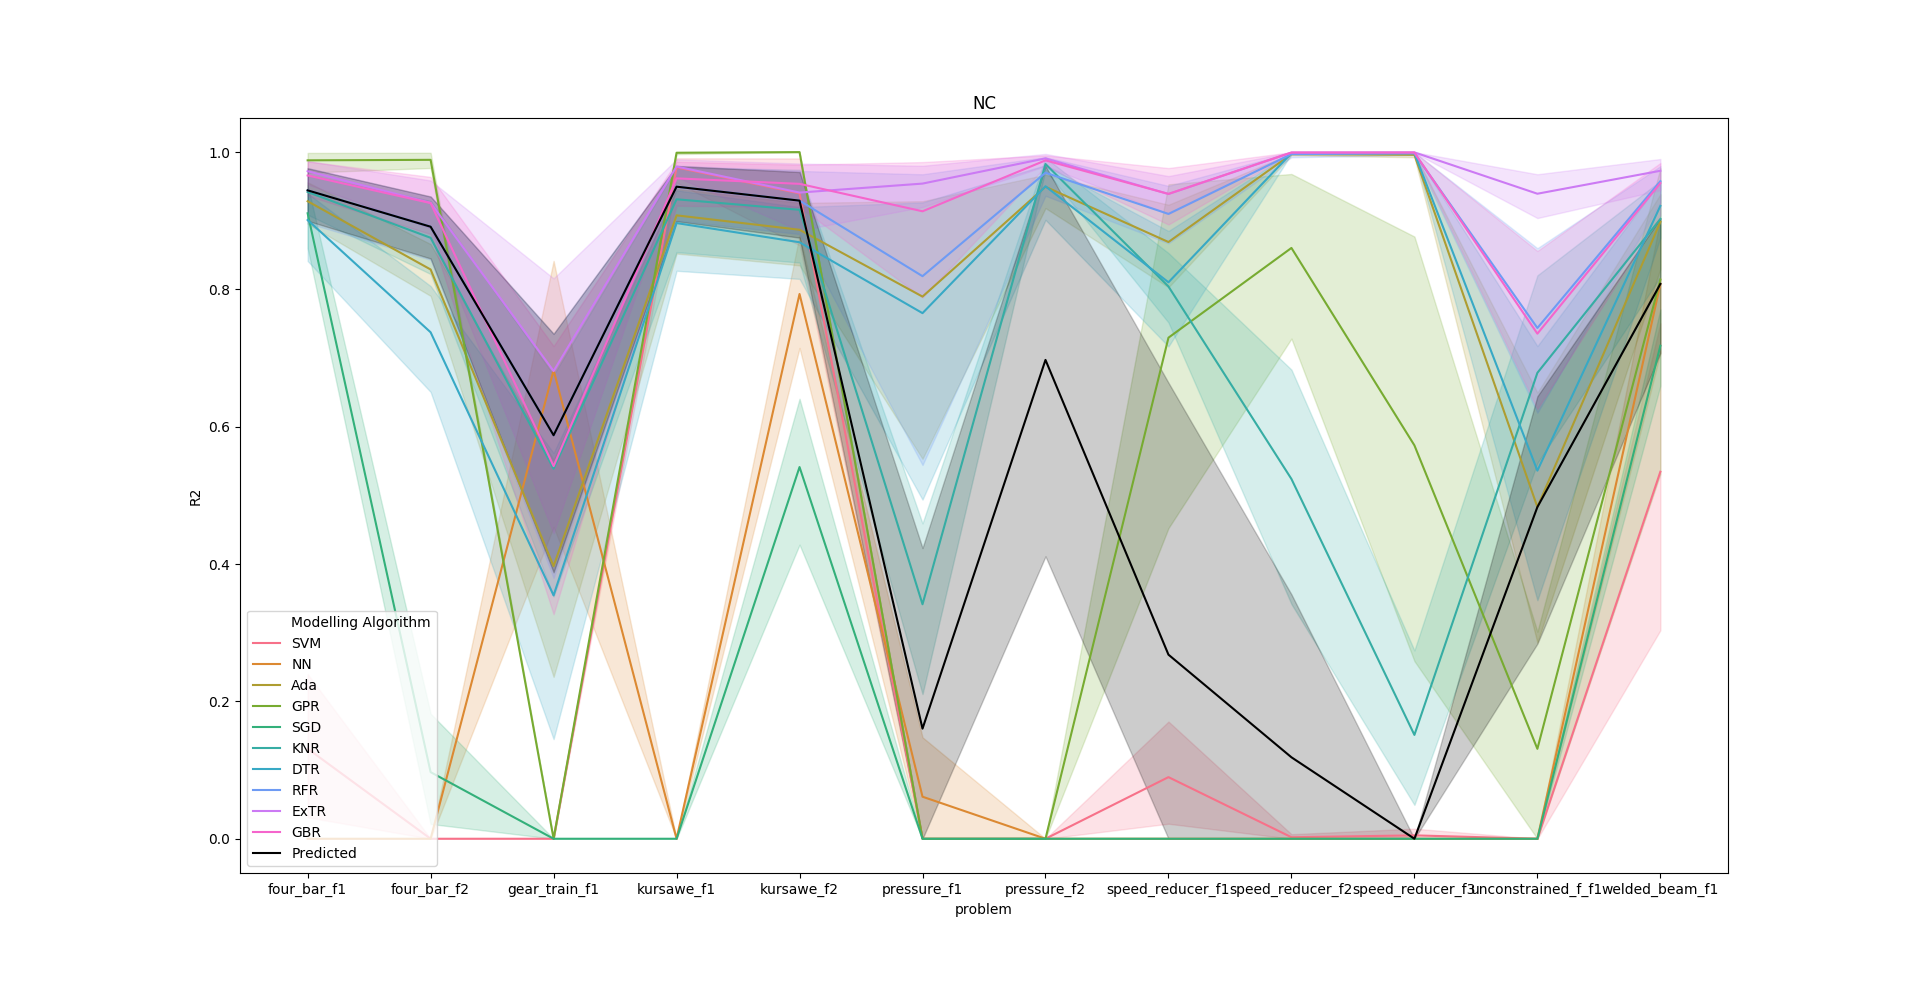 NC
1.0
0.8
0.6
0.4
0.2
0.0
R2
Modelling Algorithm
SVM
NN
Ada
GPR
SGD
KNR
DTR
RFR
ExTR
GBR
Predicted
four_bar_f1 four_bar_f2 gear_train_f1 kursawe_f1 kursawe_f2 pressure_f1 pressure_f2 speed_reducer_f1 speed_reducer_f2 speed_reducer_f3 unconstrained_f_f1 welded_beam_f1
problem